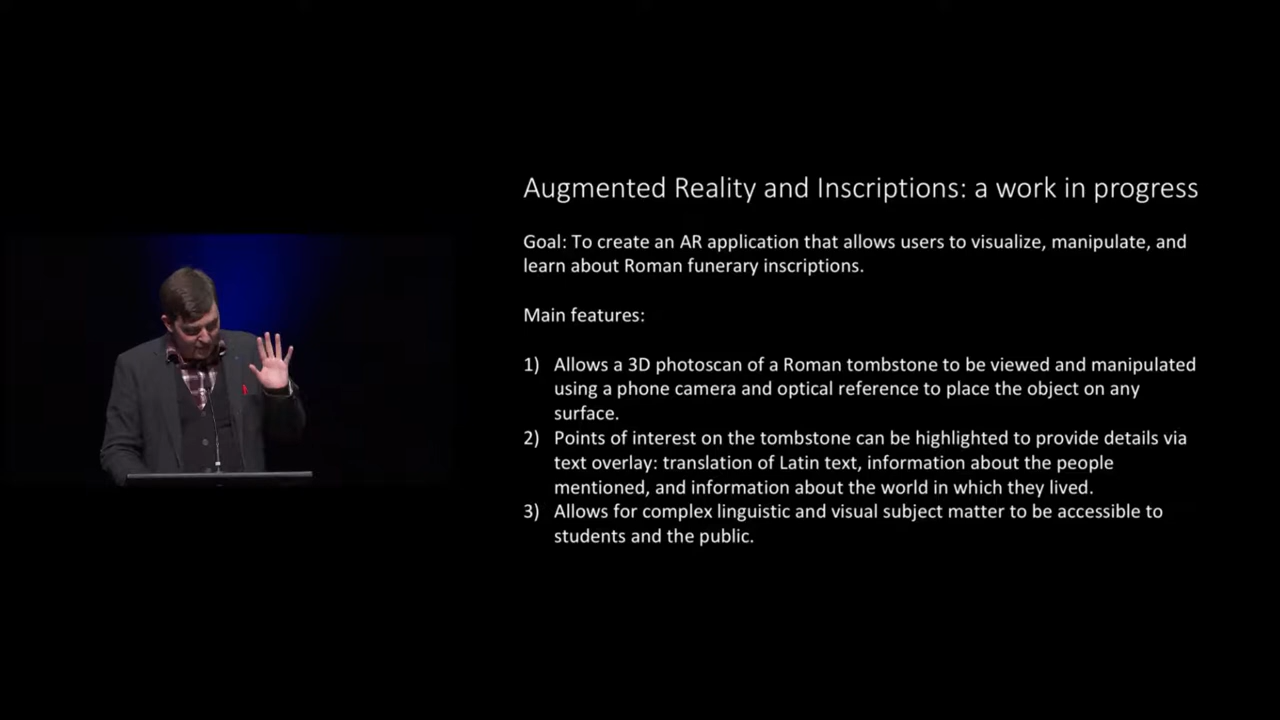 Augmented Reality and Inscriptions: a work in progress
Goal: To create an AR application that allows users to visualize, manipulate, and
learn about Roman funerary inscriptions.
Main features:
1) Allows a 3D photoscan of a Roman tombstone to be viewed and manipulated
using a phone camera and optical reference to place the object on any
surface.
2) Points of interest on the tombstone can be highlighted to provide details via
text overlay: translation of Latin text, information about the people
mentioned, and information about the world in which they lived.
3) Allows for complex linguistic and visual subject matter to be accessible to
students and the public.